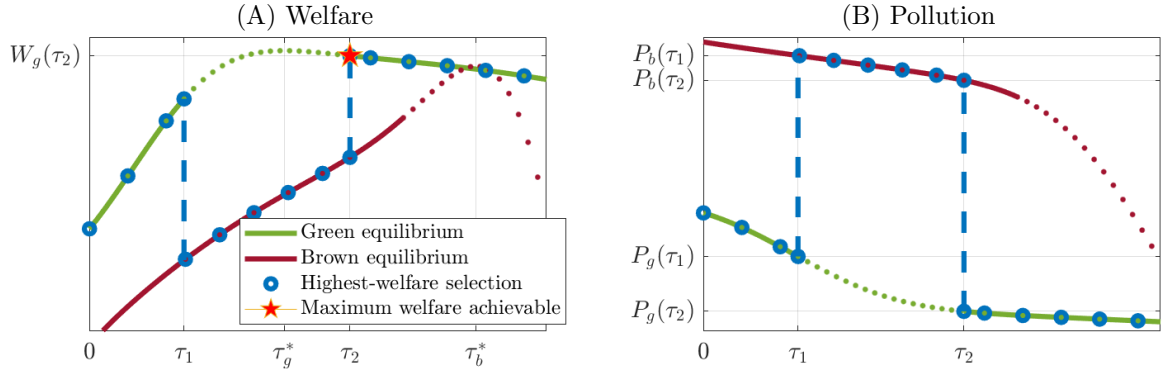 (A) Welfare
W_g(τ_2)
Green equilibrium
Brown equilibrium
Highest-welfare selection
Maximum welfare achievable
0 τ_1 τ_g^* τ_2 τ_b^*
(B) Pollution
P_b(τ_1)
P_b(τ_2)
P_g(τ_1)
P_g(τ_2)
0 τ_1 τ_2